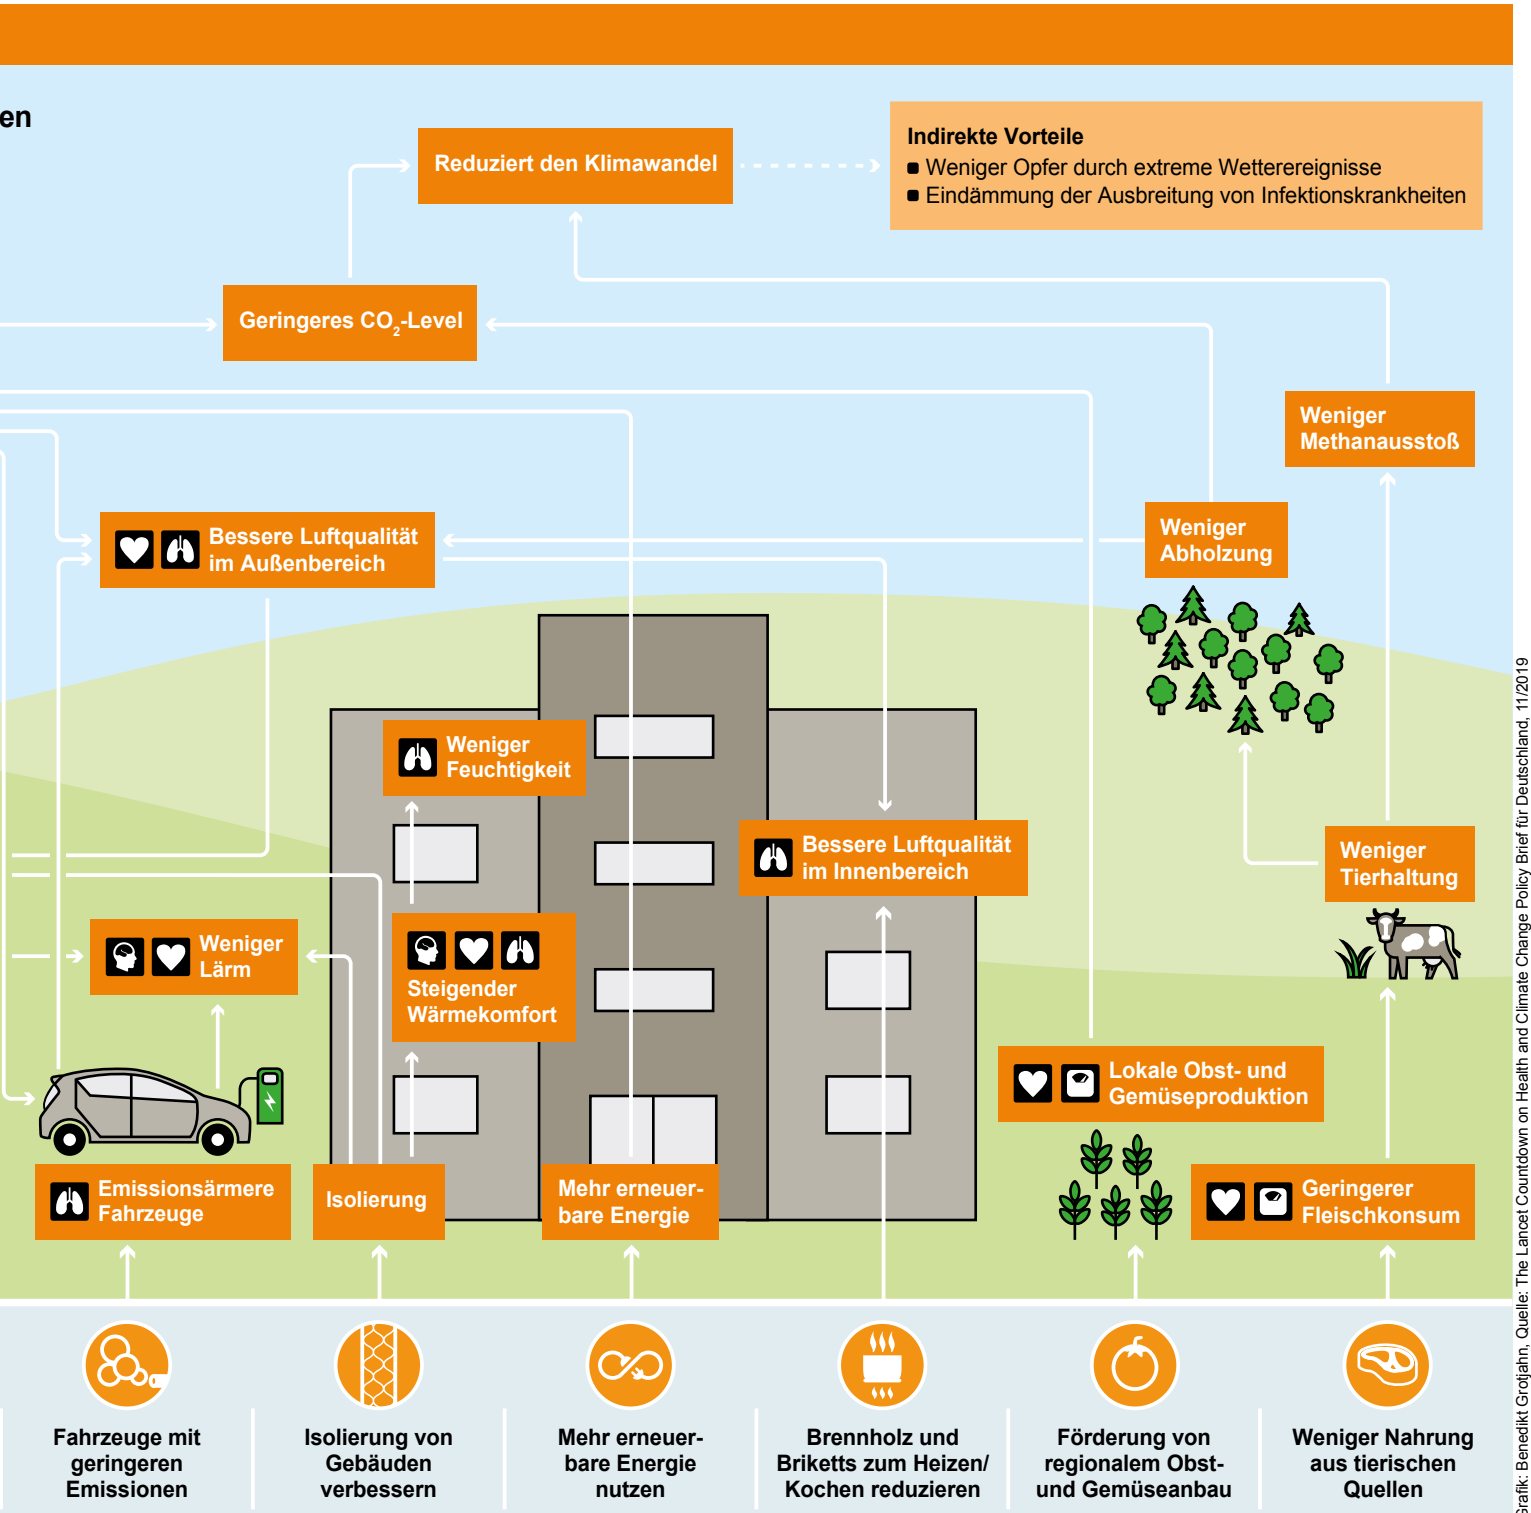 en
Reduziert den Klimawandel
Indirekte Vorteile
Weniger Opfer durch extreme Wetterereignisse
Eindämmung der Ausbreitung von Infektionskrankheiten
Geringeres CO₂-Level
Weniger
Methanausstoß
Bessere Luftqualität
im Außenbereich
Weniger
Abholzung
Weniger
Feuchtigkeit
Bessere Luftqualität
im Innenbereich
Weniger
Tierhaltung
Weniger
Lärm
Steigender
Wärmekomfort
Lokale Obst- und
Gemüseproduktion
Emissionsärmere
Fahrzeuge
Isolierung
Mehr erneuer-
bare Energie
Geringerer
Fleischkonsum
Fahrzeuge mit
geringeren
Emissionen
Isolierung von
Gebäuden
verbessern
Mehr erneuer-
bare Energie
nutzen
Brennholz und
Briketts zum Heizen/
Kochen reduzieren
Förderung von
regionalem Obst-
und Gemüseanbau
Weniger Nahrung
aus tierischen
Quellen
Grafik: Benedikt Grotjahn, Quelle: The Lancet Countdown on Health and Climate Change Policy Brief für Deutschland, 11/2019